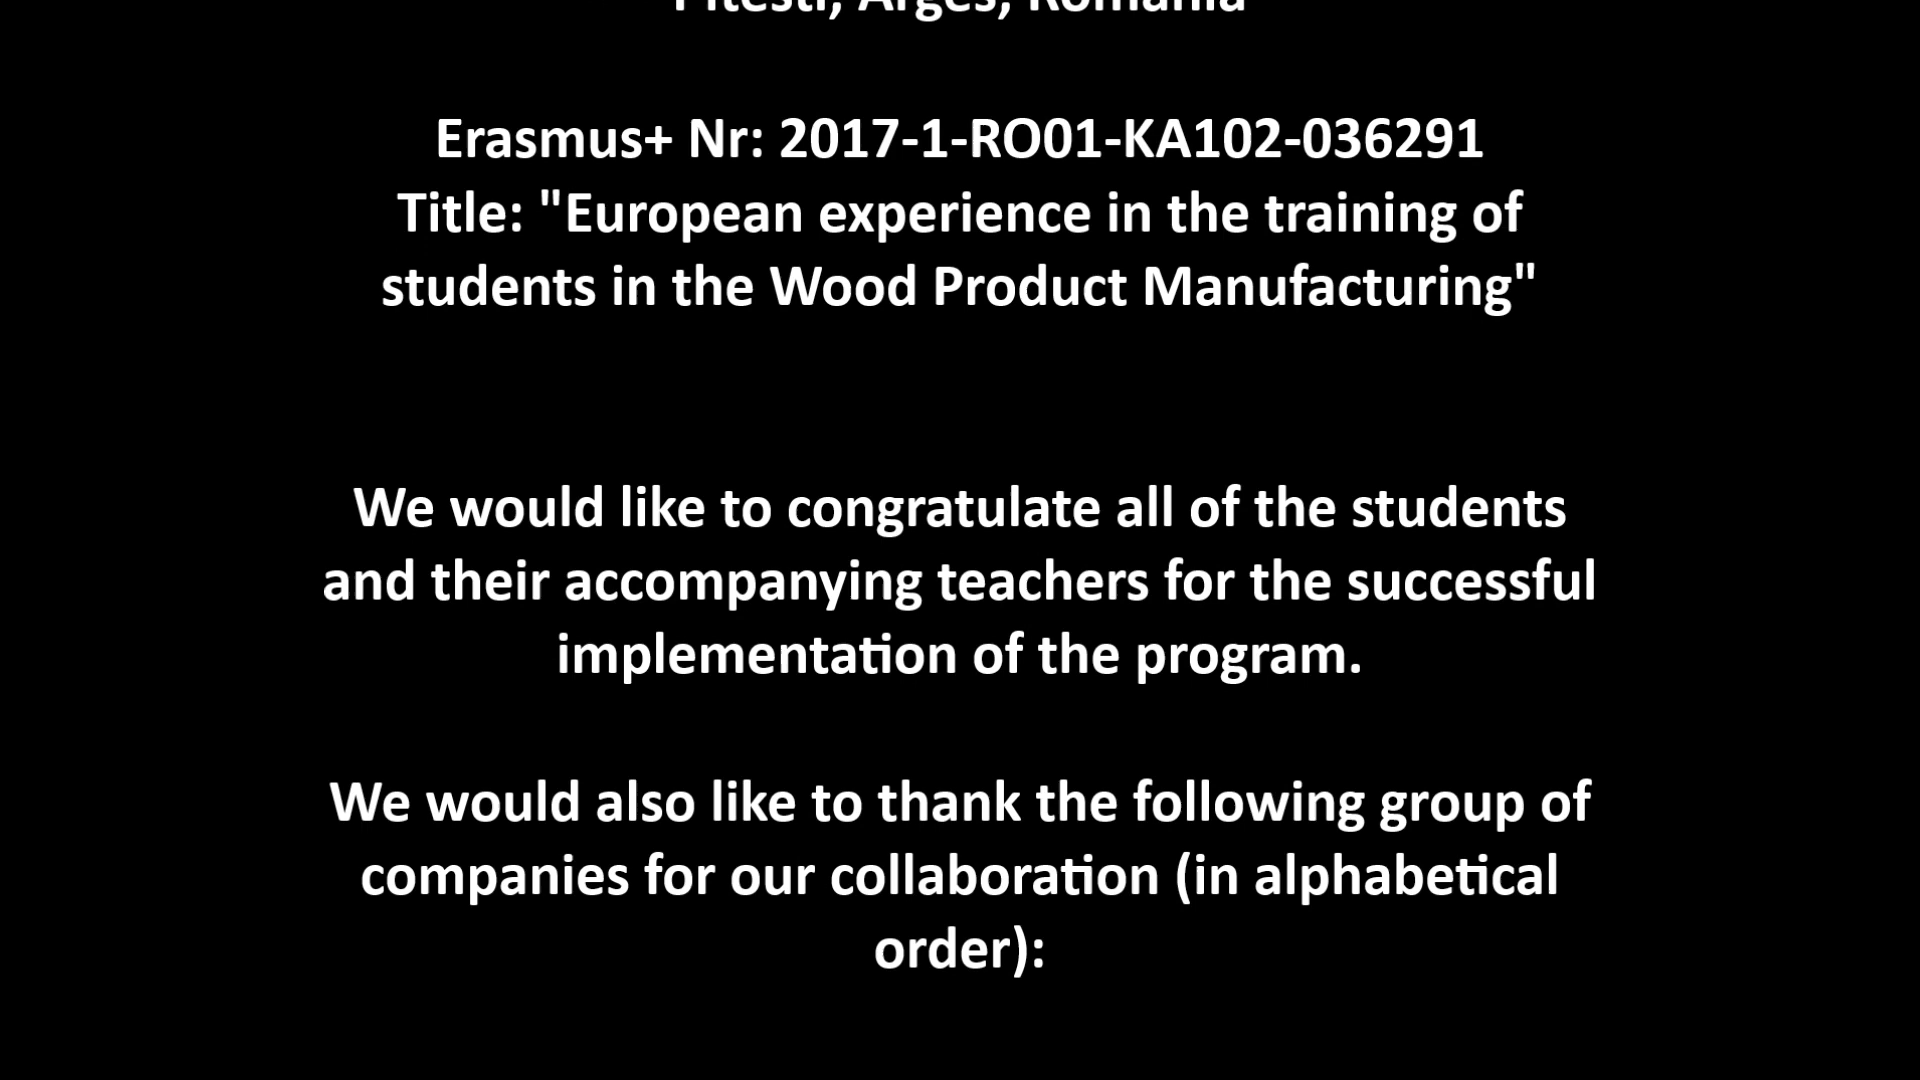 Pitesti, Arges, Romania
Erasmus+ Nr: 2017-1-RO01-KA102-036291
Title: "European experience in the training of
students in the Wood Product Manufacturing"
We would like to congratulate all of the students
and their accompanying teachers for the successful
implementation of the program.
We would also like to thank the following group of
companies for our collaboration (in alphabetical
order):